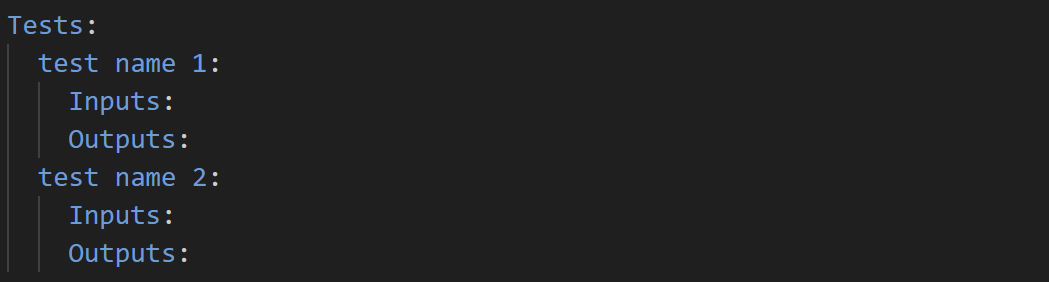 Tests:
  test name 1:
    Inputs:
    Outputs:
  test name 2:
    Inputs:
    Outputs: